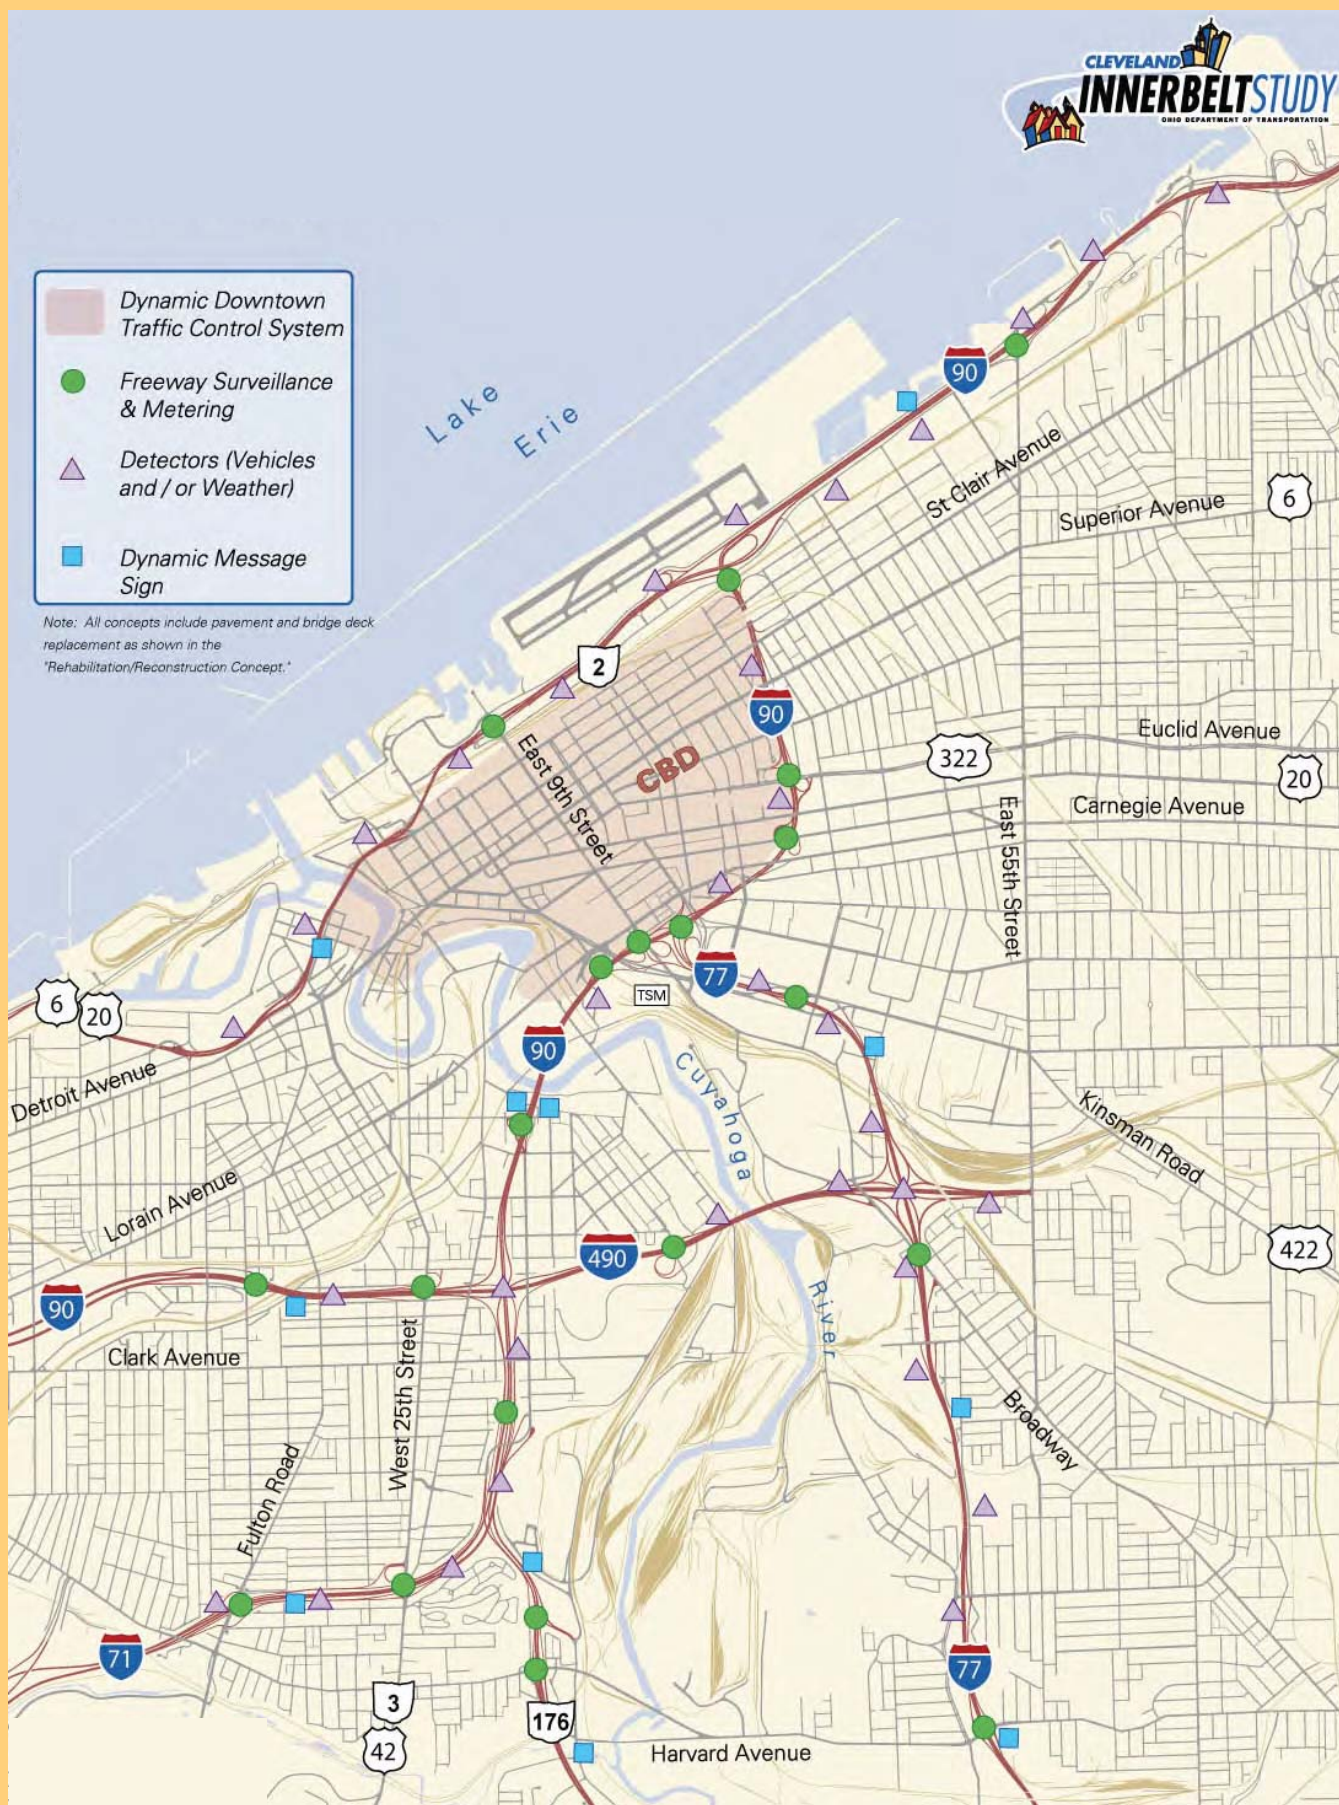 CLEVELAND
INNERBELT STUDY
OHIO DEPARTMENT OF TRANSPORTATION
Dynamic Downtown
Traffic Control System
Freeway Surveillance
& Metering
Detectors (Vehicles
and / or Weather)
Dynamic Message
Sign
Note: All concepts include pavement and bridge deck
replacement as shown in the
"Rehabilitation/Reconstruction Concept."
Lake
Erie
90
St Clair Avenue
Superior Avenue
6
2
90
East 9th Street
CBD
322
Euclid Avenue
20
Carnegie Avenue
East 55th Street
77
TSM
6
20
90
Detroit Avenue
Cuyahoga
River
Kinsman Road
Lorain Avenue
490
422
90
Clark Avenue
West 25th Street
Broadway
Fulton Road
71
77
3
42
176
Harvard Avenue